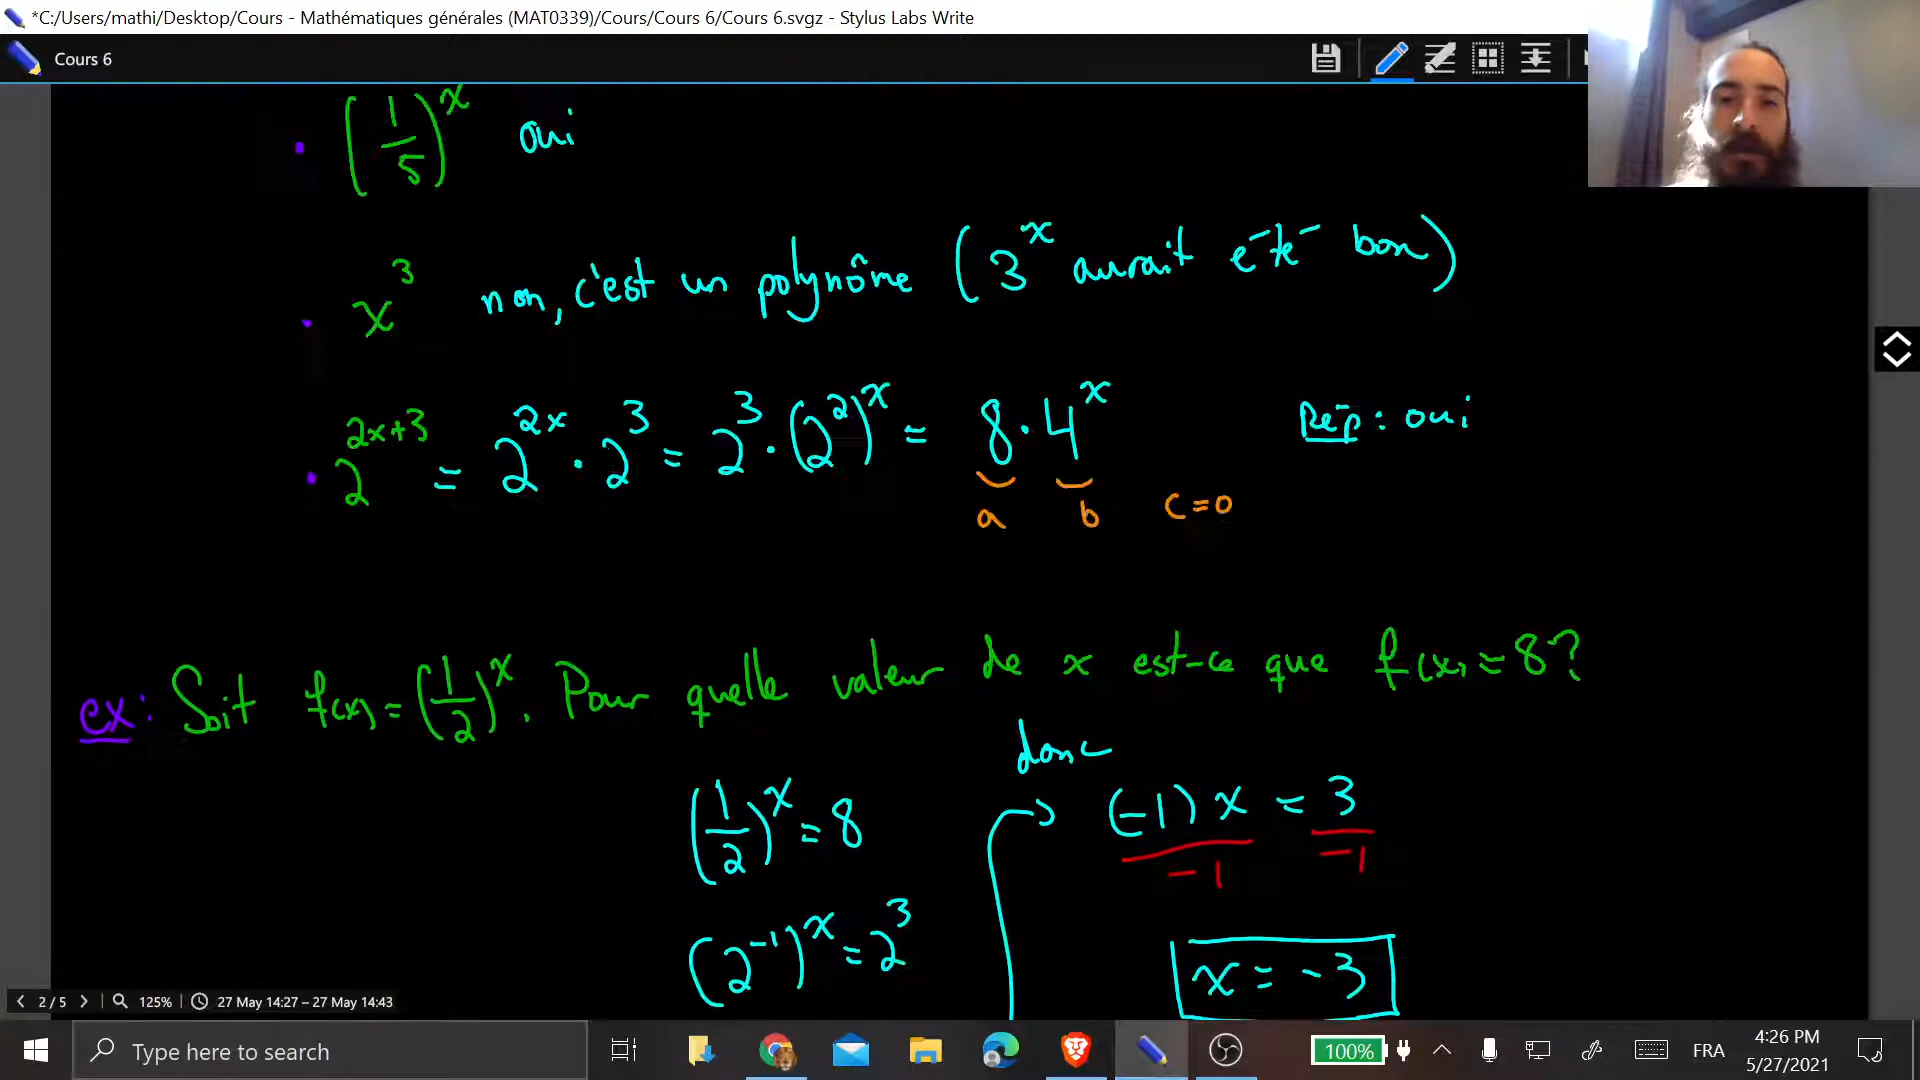 *C:/Users/mathi/Desktop/Cours - Mathématiques générales (MAT0339)/Cours/Cours 6/Cours 6.svgz - Stylus Labs Write
Cours 6
• (1/5)^x oui
• x^3 non, c'est un polynôme (3^x aurait été bon)
• 2^{2x+3} = 2^{2x} · 2^3 = 2^3 · (2^2)^x = 8 · 4^x Rép : oui
a b c = 0
ex: Soit f(x) = (1/2)^x. Pour quelle valeur de x est-ce que f(x) = 8?
donc
(1/2)^x = 8
(-1) x = 3
-1 -1
(2^{-1})^x = 2^3
x = -3
2/5 125% 27 May 14:27 – 27 May 14:43
Type here to search
100% FRA
4:26 PM
5/27/2021